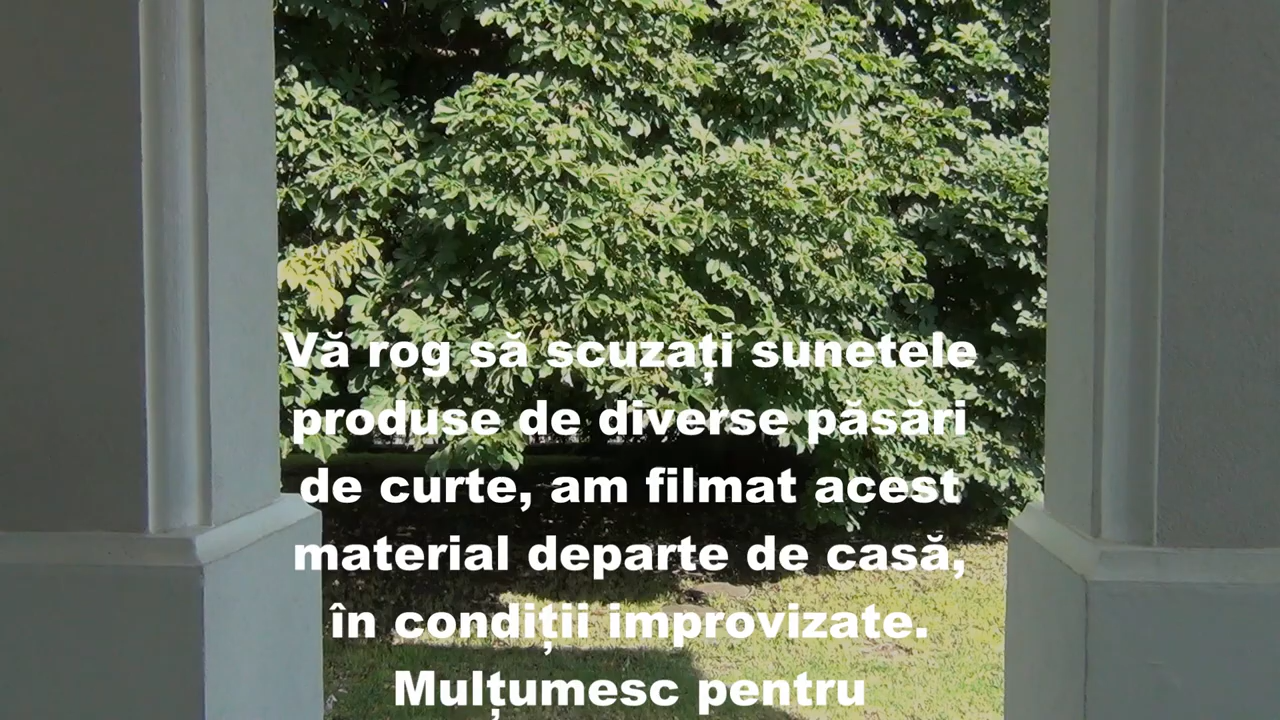 Vă rog să scuzați sunetele
produse de diverse păsări
de curte, am filmat acest
material departe de casă,
în condiții improvizate.
Mulțumesc pentru